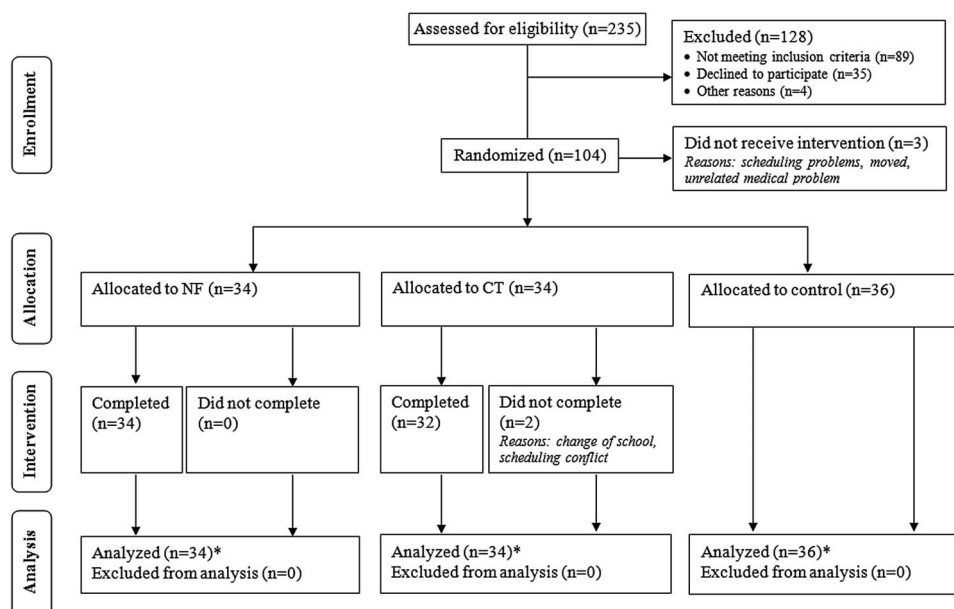 Assessed for eligibility (n=235)
Excluded (n=128)
• Not meeting inclusion criteria (n=89)
• Declined to participate (n=35)
• Other reasons (n=4)
Enrollment
Randomized (n=104)
Did not receive intervention (n=3)
Reasons: scheduling problems, moved,
unrelated medical problem
Allocation
Allocated to NF (n=34)
Allocated to CT (n=34)
Allocated to control (n=36)
Intervention
Completed
(n=34)
Did not complete
(n=0)
Completed
(n=32)
Did not complete
(n=2)
Reasons: change of school,
scheduling conflict
Analysis
Analyzed (n=34)*
Excluded from analysis (n=0)
Analyzed (n=34)*
Excluded from analysis (n=0)
Analyzed (n=36)*
Excluded from analysis (n=0)